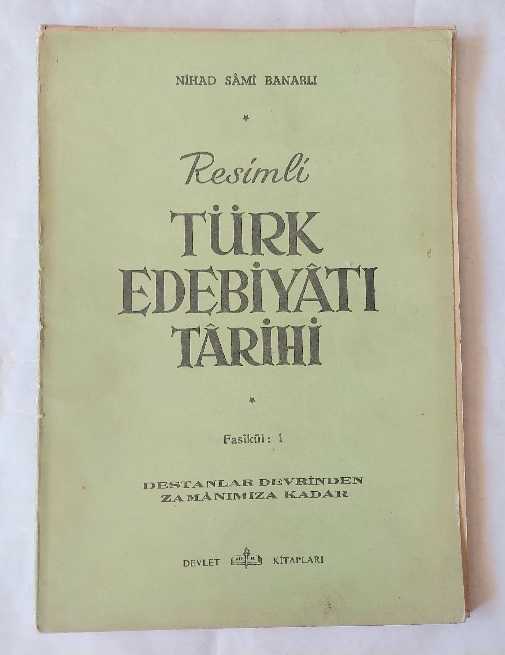 NİHAD SÂMİ BANARLI
Resimli
TÜRK
EDEBİYÂTI
TÂRİHİ
Fasikül: 1
DESTANLAR DEVRİNDEN
ZAMÂNIMIZA KADAR
DEVLET KİTAPLARI